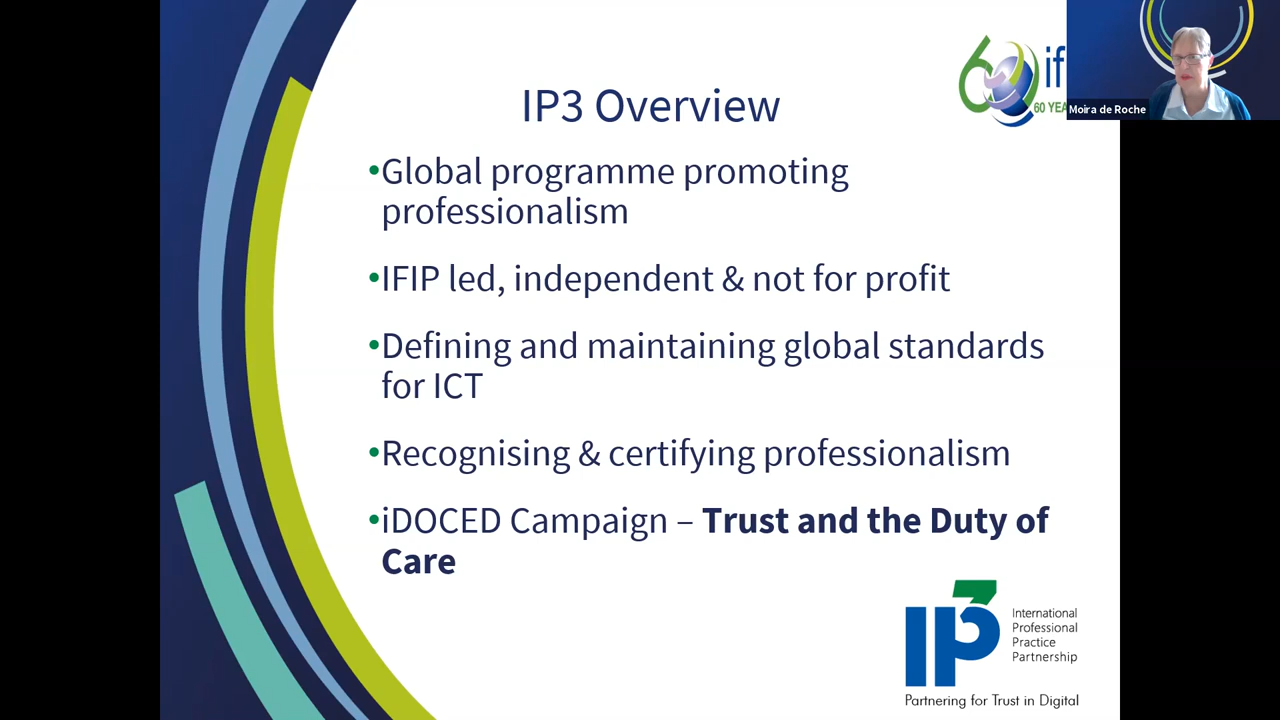 IP3 Overview
60
if
60 YEA
Moira de Roche
•Global programme promoting
professionalism
•IFIP led, independent & not for profit
•Defining and maintaining global standards
for ICT
•Recognising & certifying professionalism
•iDOCED Campaign – Trust and the Duty of
Care
IP3
International
Professional
Practice
Partnership
Partnering for Trust in Digital